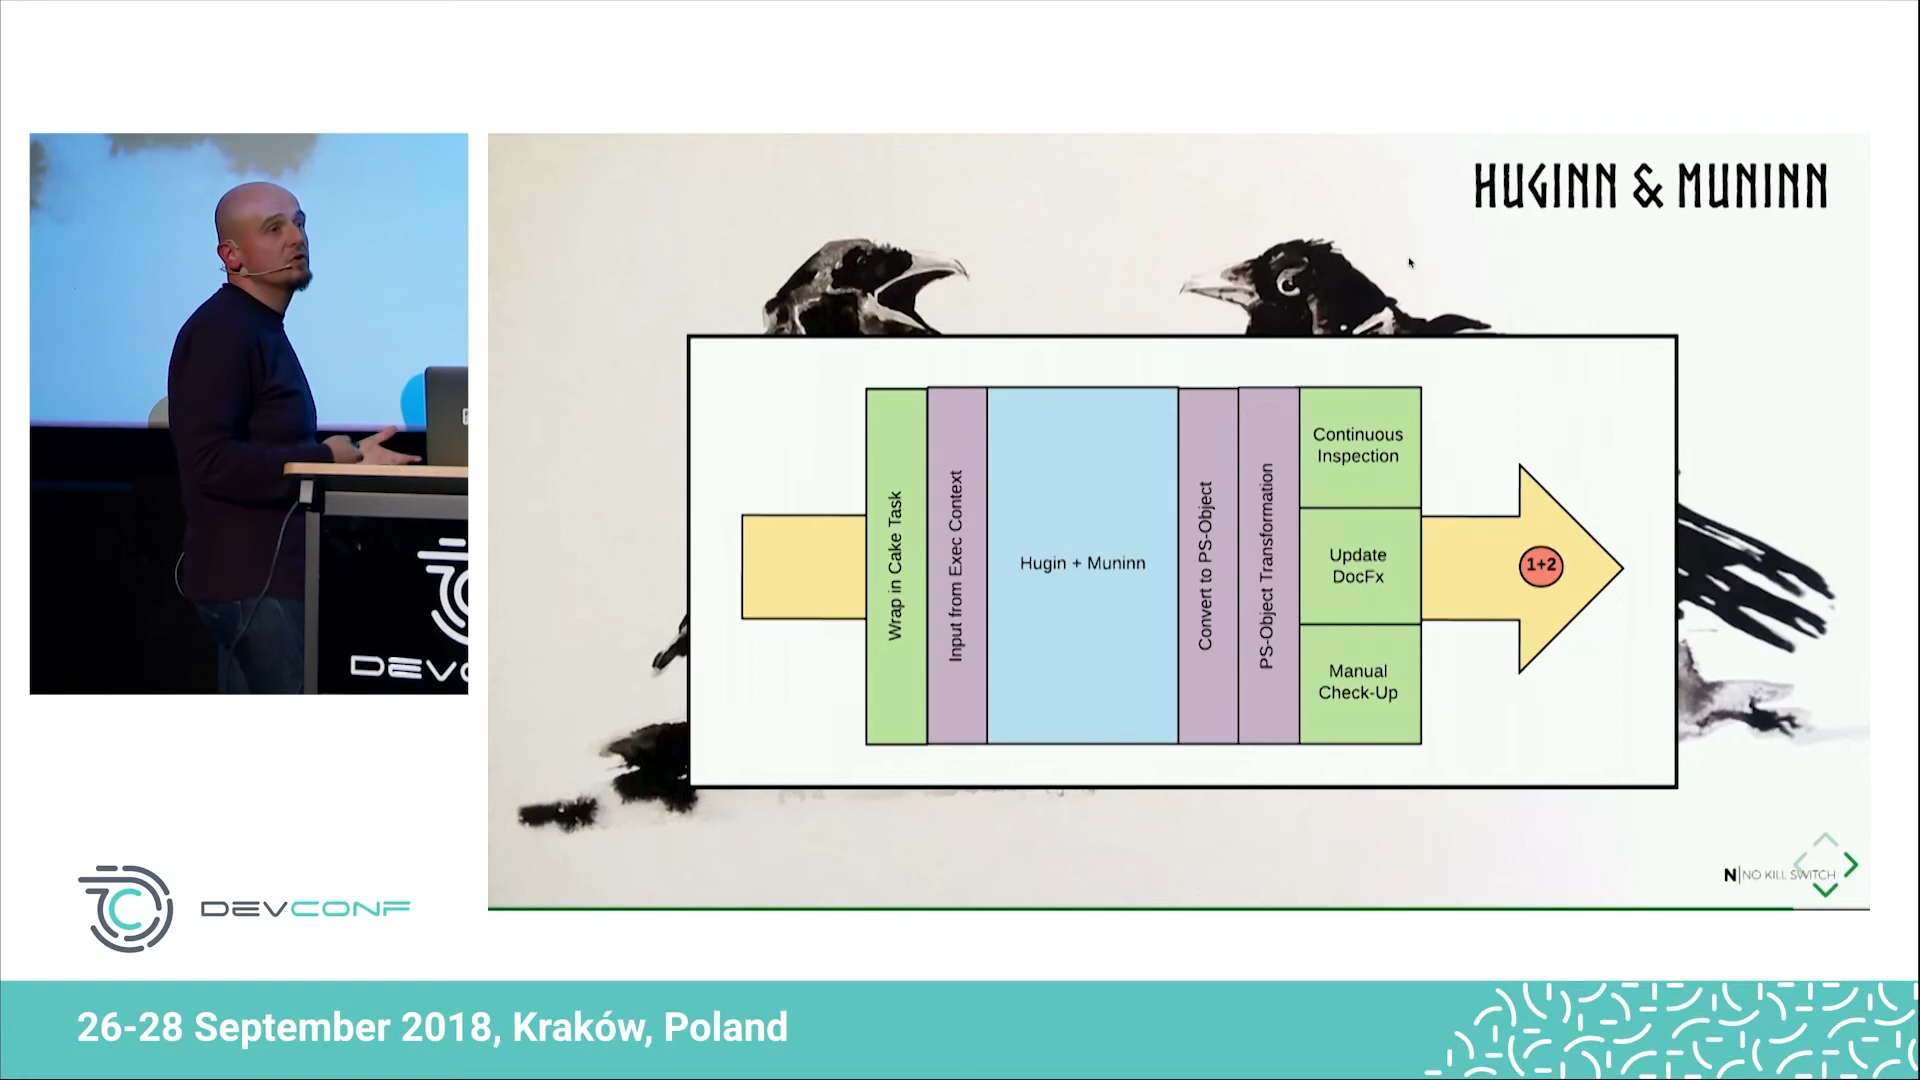 HUGINN & MUNINN
Wrap in Cake Task
Input from Exec Context
Hugin + Muninn
Convert to PS-Object
PS-Object Transformation
Continuous
Inspection
Update
DocFx
Manual
Check-Up
1+2
N|NO KILL SWITCH
DEVC
DEVCONF
26-28 September 2018, Kraków, Poland